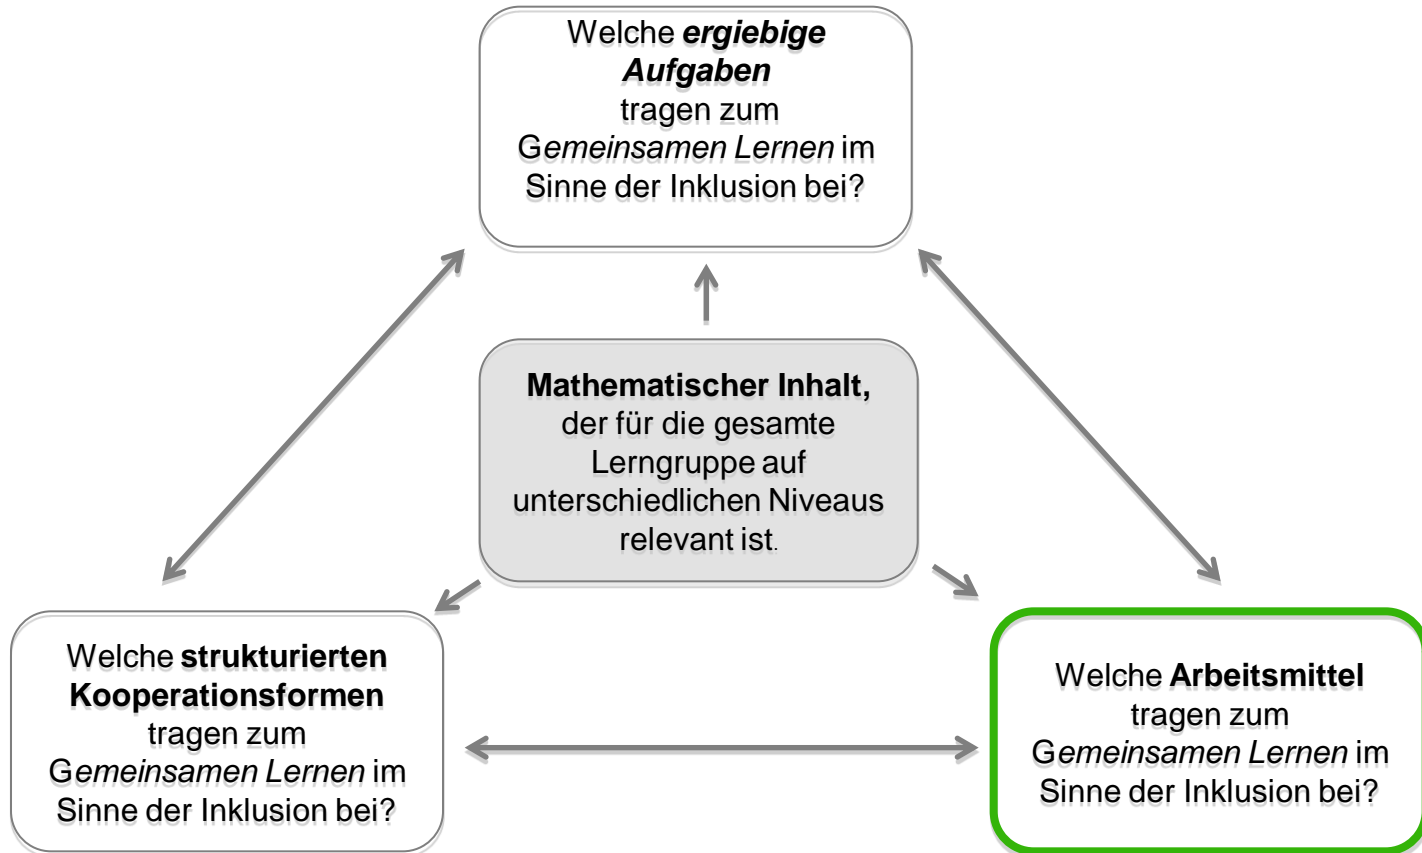 Welche ergiebige
Aufgaben
tragen zum
Gemeinsamen Lernen im
Sinne der Inklusion bei?
Mathematischer Inhalt,
der für die gesamte
Lerngruppe auf
unterschiedlichen Niveaus
relevant ist.
Welche strukturierten
Kooperationsformen
tragen zum
Gemeinsamen Lernen im
Sinne der Inklusion bei?
Welche Arbeitsmittel
tragen zum
Gemeinsamen Lernen im
Sinne der Inklusion bei?